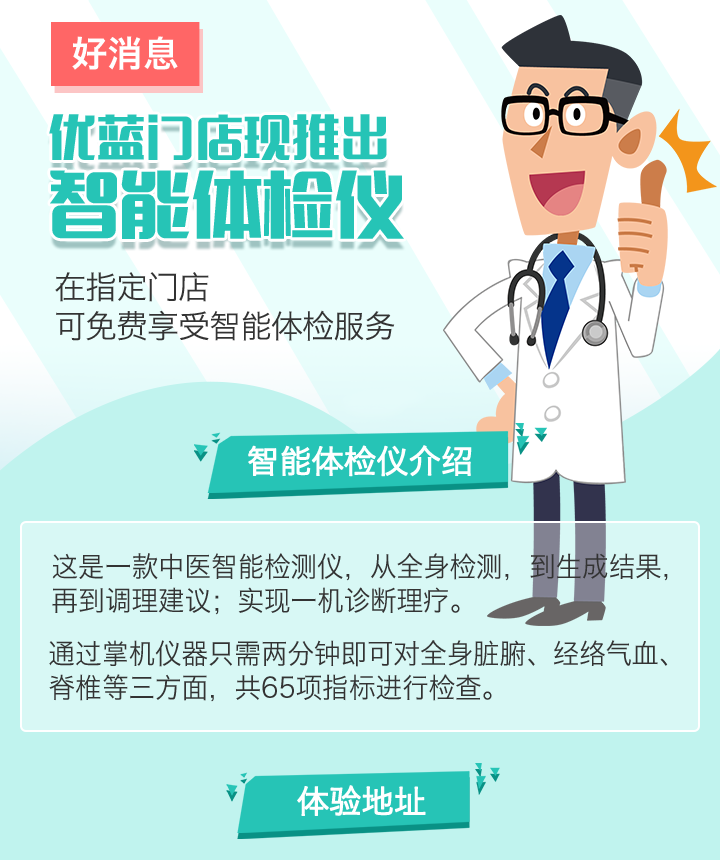 好消息
优蓝门店现推出
智能体检仪
在指定门店
可免费享受智能体检服务
智能体检仪介绍
这是一款中医智能检测仪，从全身检测，到生成结果，
再到调理建议；实现一机诊断理疗。
通过掌机仪器只需两分钟即可对全身脏腑、经络气血、
脊椎等三方面，共65项指标进行检查。
体验地址